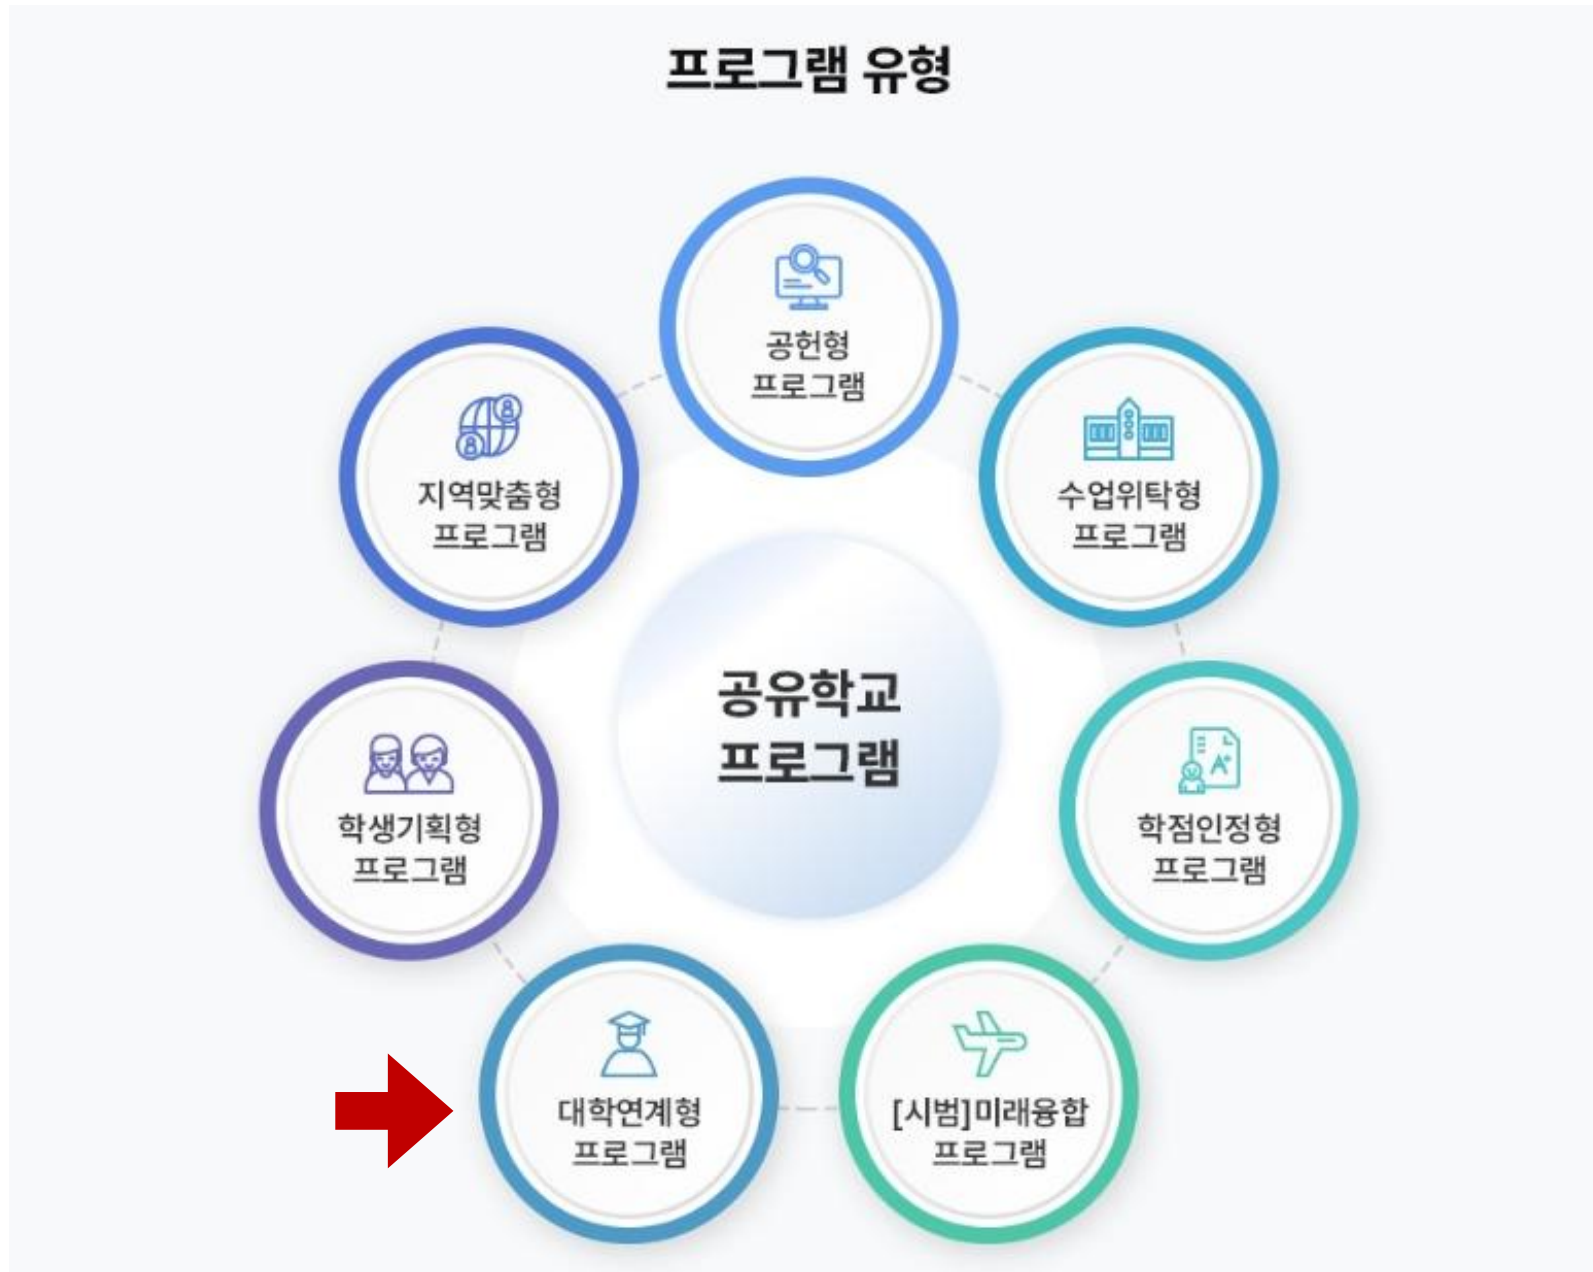 프로그램 유형
공헌형
프로그램
지역맞춤형
프로그램
수업위탁형
프로그램
공유학교
프로그램
학생기획형
프로그램
A+
학점인정형
프로그램
대학연계형
프로그램
[시범]미래융합
프로그램